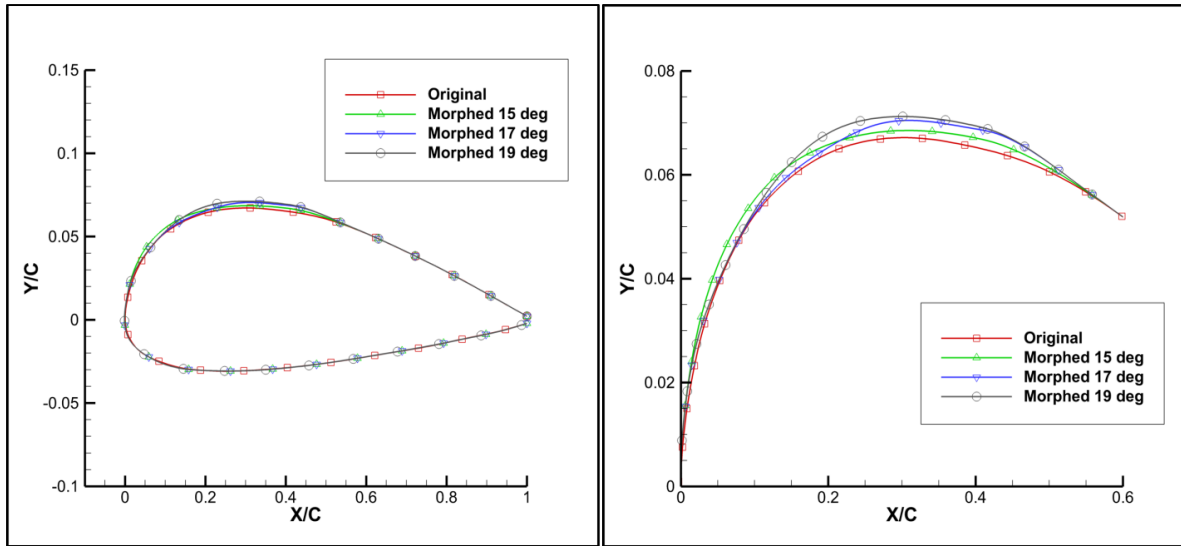 0.15
0.1
0.05
0
-0.05
-0.1
Y/C
0 0.2 0.4 0.6 0.8 1
X/C
Original
Morphed 15 deg
Morphed 17 deg
Morphed 19 deg
0.08
0.06
0.04
0.02
0
Y/C
0 0.2 0.4 0.6
X/C
Original
Morphed 15 deg
Morphed 17 deg
Morphed 19 deg